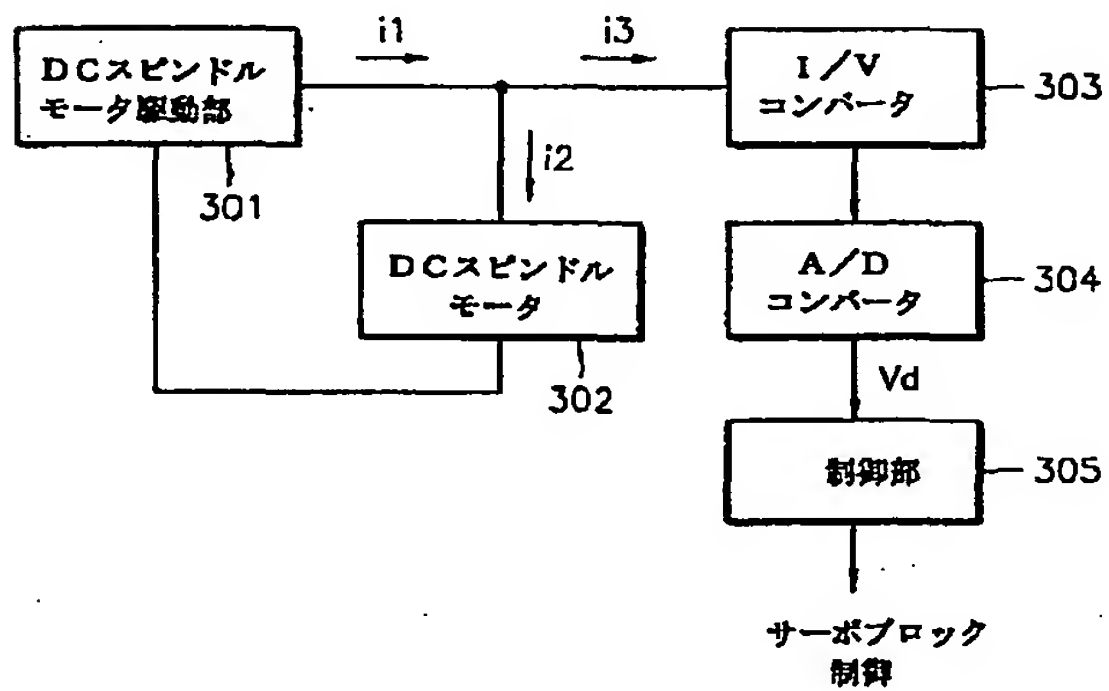 i1
i3
DCスピンドル
モータ駆動部
301
i2
I/V
コンバータ
303
DCスピンドル
モータ
302
A/D
コンバータ
304
Vd
制御部
305
サーボブロック
制御